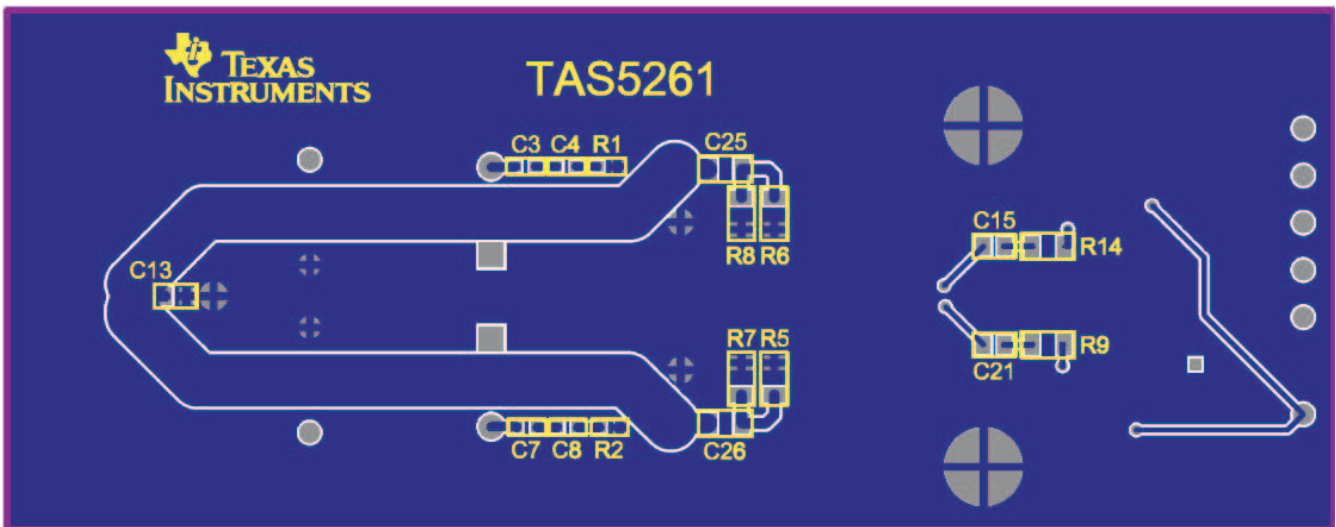 TEXAS
INSTRUMENTS
TAS5261
C3 C4 R1
C25
C15
R14
R8 R6
C13
R7 R5
R9
C21
C7 C8 R2
C26